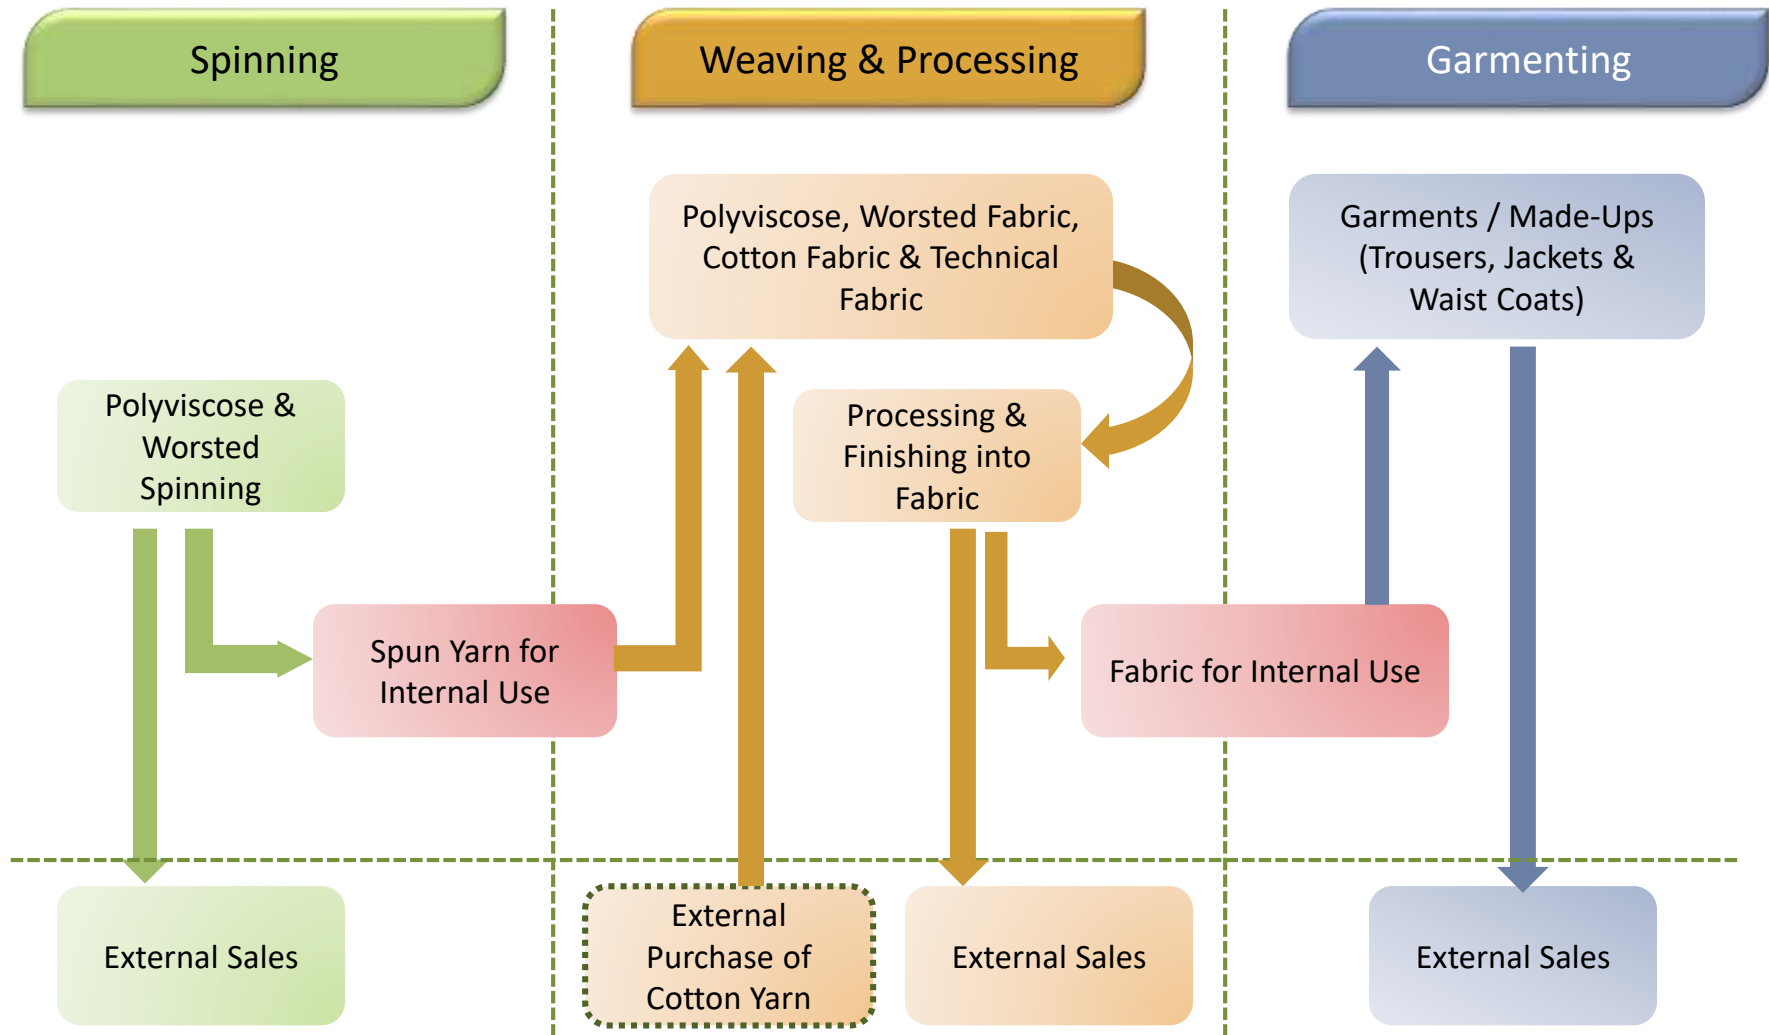 Spinning
Weaving & Processing
Garmenting
Polyviscose, Worsted Fabric,
Cotton Fabric & Technical
Fabric
Garments / Made-Ups
(Trousers, Jackets &
Waist Coats)
Polyviscose &
Worsted
Spinning
Processing &
Finishing into
Fabric
Spun Yarn for
Internal Use
Fabric for Internal Use
External Sales
External
Purchase of
Cotton Yarn
External Sales
External Sales